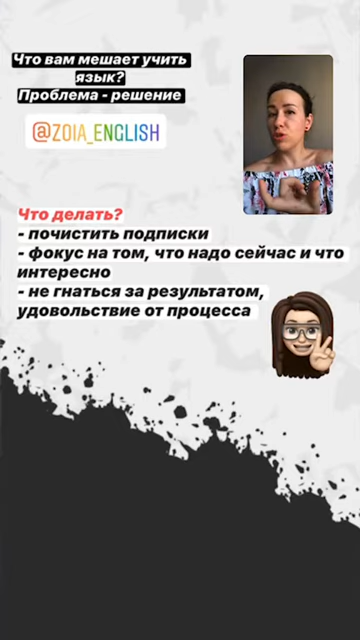 Что вам мешает учить
язык?
Проблема - решение
@ZOIA_ENGLISH
Что делать?
- почистить подписки
- фокус на том, что надо сейчас и что
интересно
- не гнаться за результатом,
удовольствие от процесса